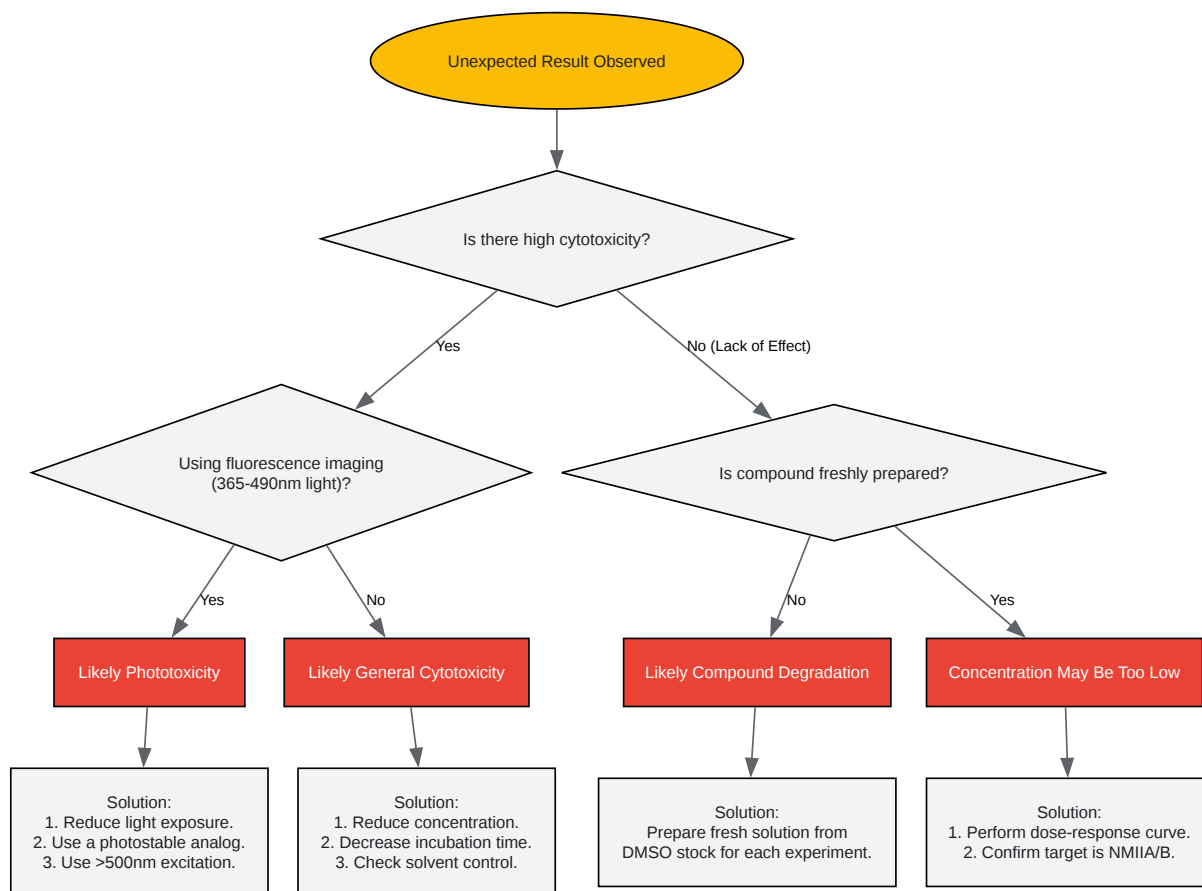 Unexpected Result Observed
Is there high cytotoxicity?
Yes
No (Lack of Effect)
Using fluorescence imaging
(365-490nm light)?
Is compound freshly prepared?
Yes
No
No
Yes
Likely Phototoxicity
Likely General Cytotoxicity
Likely Compound Degradation
Concentration May Be Too Low
Solution:
1. Reduce light exposure.
2. Use a photostable analog.
3. Use >500nm excitation.
Solution:
1. Reduce concentration.
2. Decrease incubation time.
3. Check solvent control.
Solution:
Prepare fresh solution from
DMSO stock for each experiment.
Solution:
1. Perform dose-response curve.
2. Confirm target is NMIIA/B.